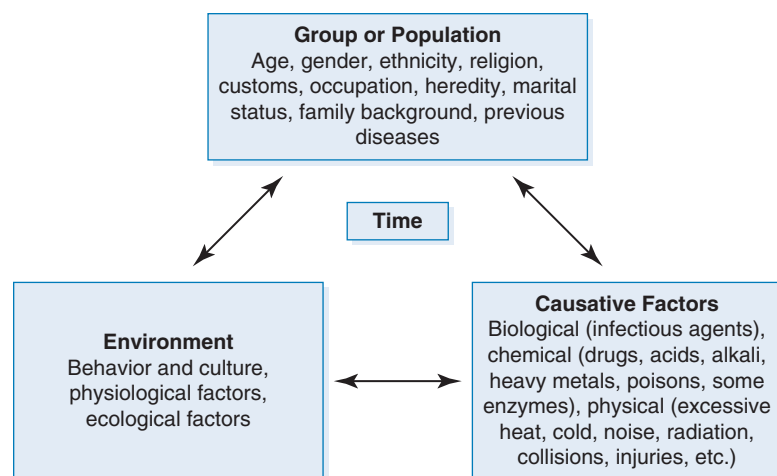 Group or Population
Age, gender, ethnicity, religion,
customs, occupation, heredity, marital
status, family background, previous
diseases
Time
Environment
Behavior and culture,
physiological factors,
ecological factors
Causative Factors
Biological (infectious agents),
chemical (drugs, acids, alkali,
heavy metals, poisons, some
enzymes), physical (excessive
heat, cold, noise, radiation,
collisions, injuries, etc.)